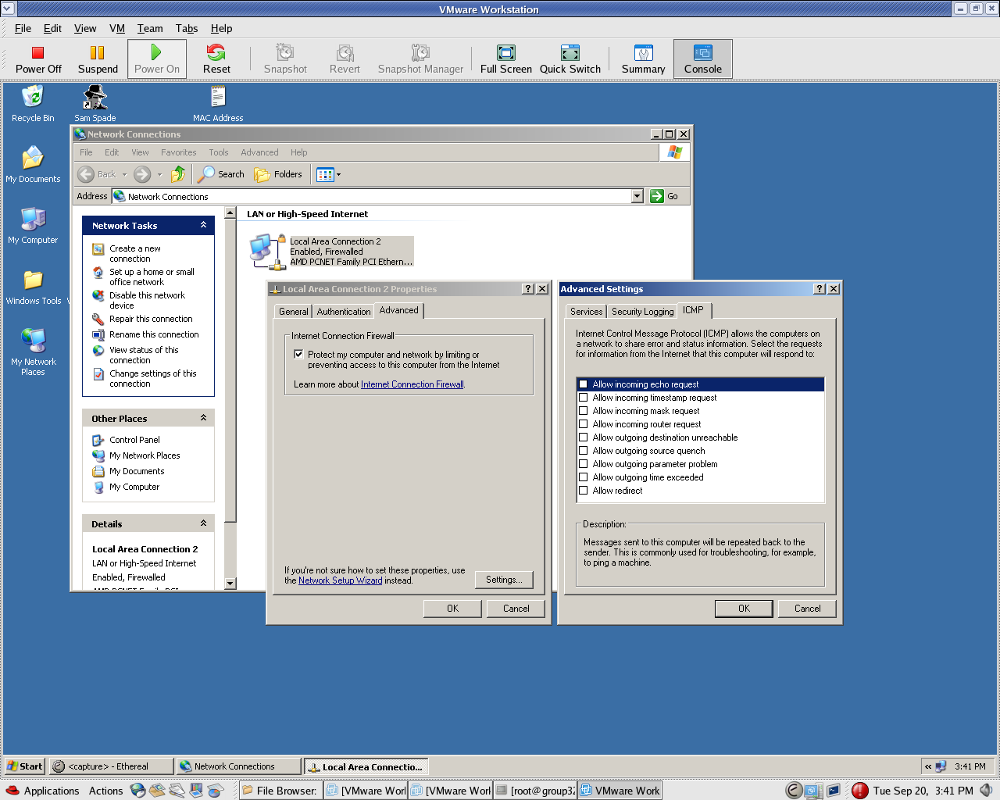 VMware Workstation
File Edit View VM Team Tabs Help
Power Off Suspend Power On Reset Snapshot Revert Snapshot Manager Full Screen Quick Switch Summary Console
Recycle Bin
Sam Spade
MAC Address
My Documents
My Computer
Windows Tools
My Network
Places
Network Connections
File Edit View Favorites Tools Advanced Help
Back Search Folders
Address Network Connections Go
Network Tasks
Create a new
connection
Set up a home or small
office network
Disable this network
device
Repair this connection
Rename this connection
View status of this
connection
Change settings of this
connection
Other Places
Control Panel
My Network Places
My Documents
My Computer
Details
Local Area Connection 2
LAN or High-Speed Internet
Enabled, Firewalled
AMD PCNET Family PCI
LAN or High-Speed Internet
Local Area Connection 2
Enabled, Firewalled
AMD PCNET Family PCI Ethern...
Local Area Connection 2 Properties
General Authentication Advanced
Internet Connection Firewall
Protect my computer and network by limiting or
preventing access to this computer from the Internet
Learn more about Internet Connection Firewall.
If you're not sure how to set these properties, use
the Network Setup Wizard instead.
Settings...
OK Cancel
Advanced Settings
Services Security Logging ICMP
Internet Control Message Protocol (ICMP) allows the computers on
a network to share error and status information. Select the requests
for information from the Internet that this computer will respond to:
Allow incoming echo request
Allow incoming timestamp request
Allow incoming mask request
Allow incoming router request
Allow outgoing destination unreachable
Allow outgoing source quench
Allow outgoing parameter problem
Allow outgoing time exceeded
Allow redirect
Description:
Messages sent to this computer will be repeated back to the
sender. This is commonly used for troubleshooting, for example,
to ping a machine.
OK Cancel
Start <capture> - Ethereal Network Connections Local Area Connectio... « 3:41 PM
Applications Actions File Browser: [VMware Worl [VMware Worl [root@group32 VMware Work Tue Sep 20, 3:41 PM